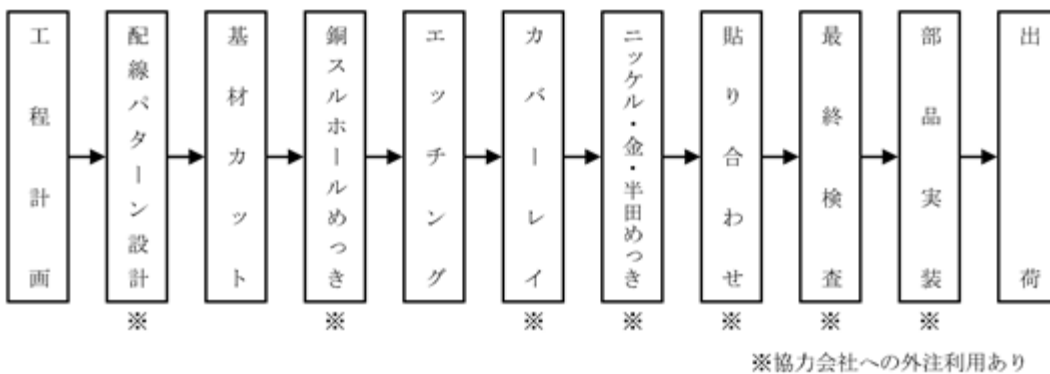 工程計画
配線パターン設計
基材カット
銅スルホールめっき
エッチング
カバーレイ
ニッケル・金・半田めっき
貼り合わせ
最終検査
部品実装
出荷
※
※
※
※
※
※
※
※協力会社への外注利用あり